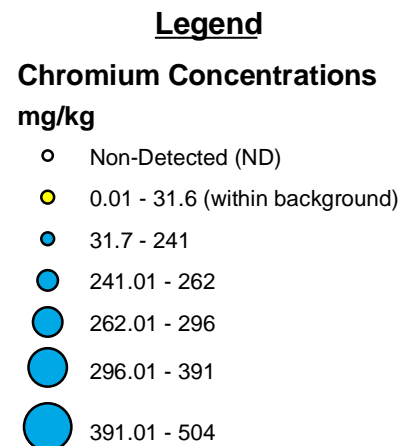 Legend
Chromium Concentrations
mg/kg
Non-Detected (ND)
0.01 - 31.6 (within background)
31.7 - 241
241.01 - 262
262.01 - 296
296.01 - 391
391.01 - 504